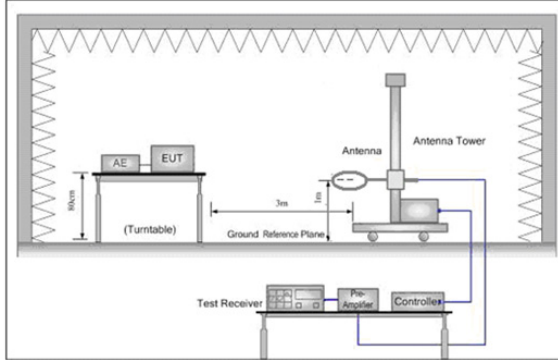 Antenna Tower
Antenna
AE
EUT
80cm
(Turntable)
3m
1m
Ground Reference Plane
Test Receiver
Pre-
Amplifier
Controller